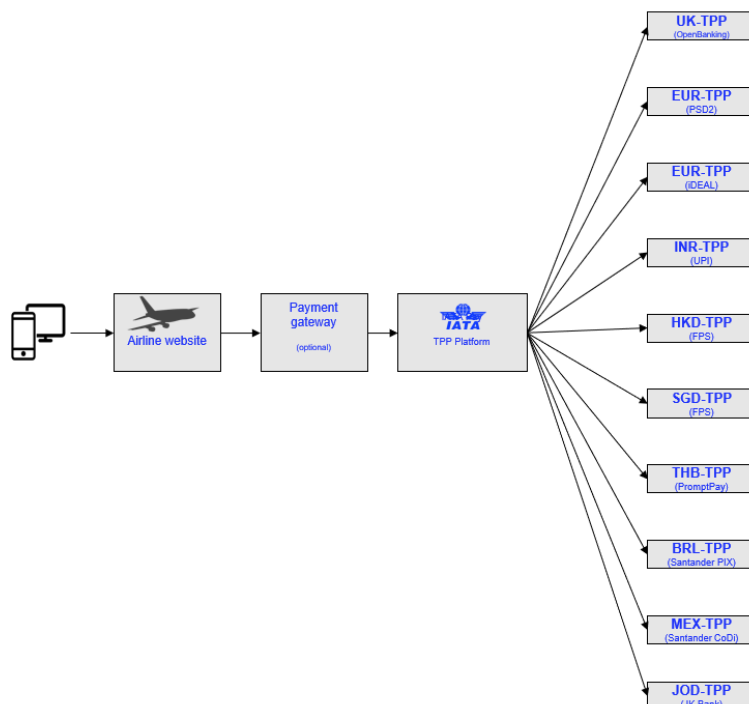 UK-TPP
(OpenBanking)
EUR-TPP
(PSD2)
EUR-TPP
(iDEAL)
INR-TPP
(UPI)
Airline website
Payment
gateway
(optional)
IATA
TPP Platform
HKD-TPP
(FPS)
SGD-TPP
(FPS)
THB-TPP
(PromptPay)
BRL-TPP
(Santander PIX)
MEX-TPP
(Santander CoDi)
JOD-TPP
Bank)